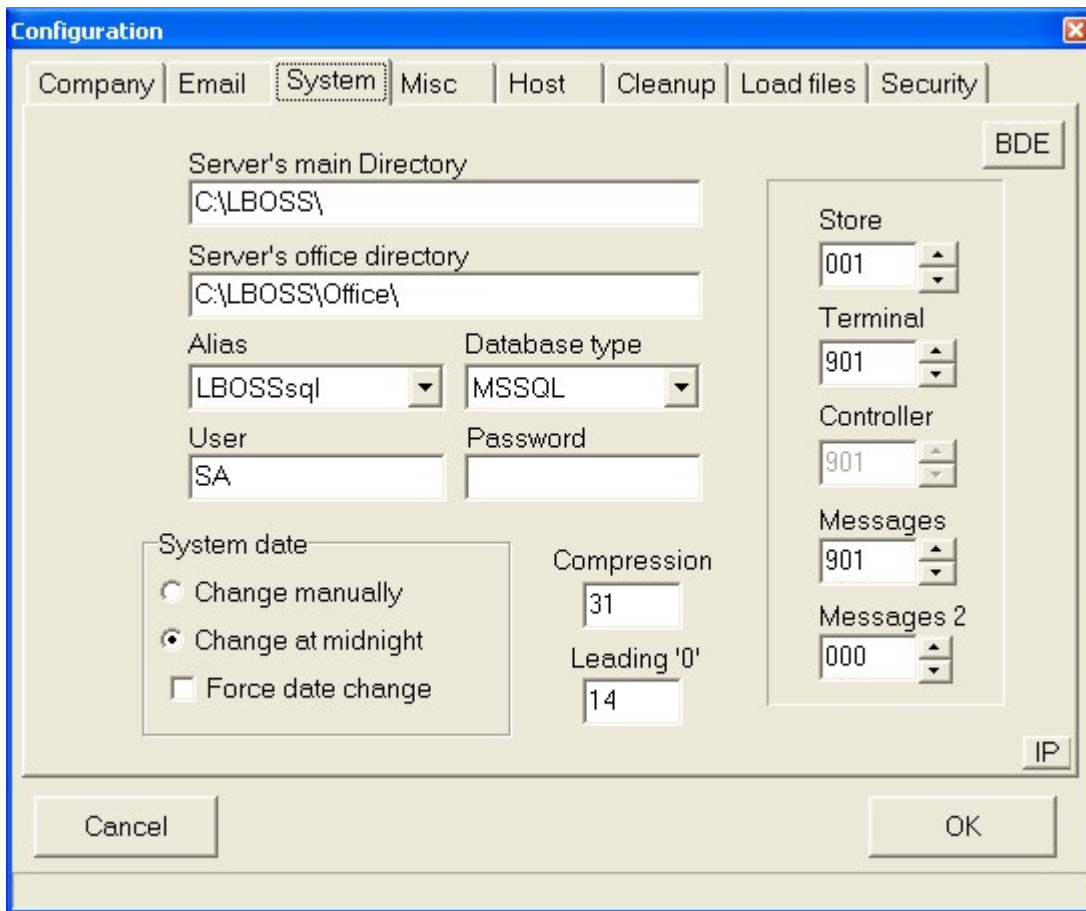 Configuration
Company Email System Misc Host Cleanup Load files Security
BDE
Server's main Directory
C:\LBOSS\
Server's office directory
C:\LBOSS\Office\
Alias Database type
LBOSSsql MSSQL
User Password
SA
System date
Change manually
Change at midnight
Force date change
Compression
31
Leading '0'
14
Store
001
Terminal
901
Controller
901
Messages
901
Messages 2
000
IP
Cancel OK